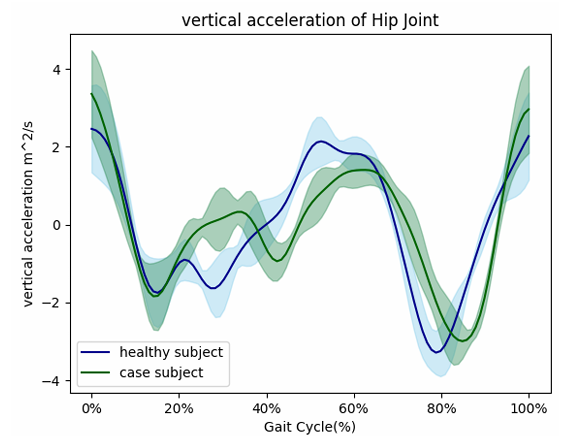 vertical acceleration of Hip Joint
vertical acceleration m^2/s
4
2
0
−2
−4
healthy subject
case subject
0%
20%
40%
60%
80%
100%
Gait Cycle(%)